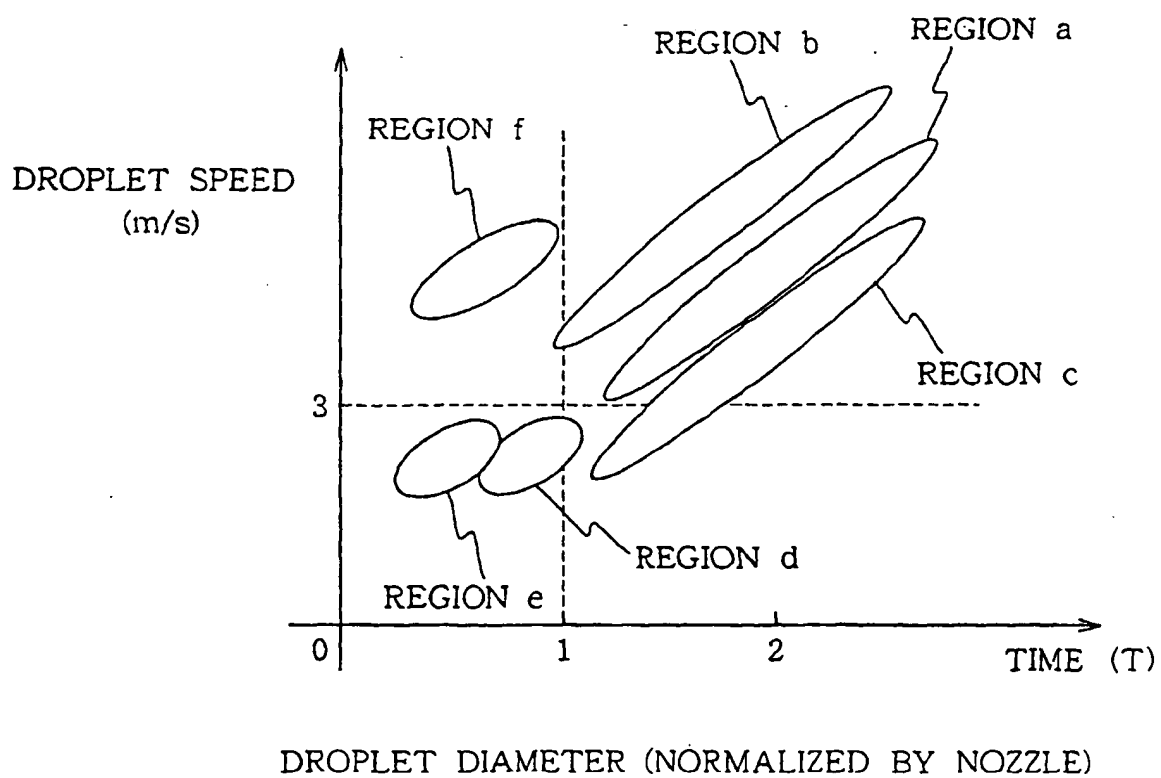 REGION a
REGION b
REGION f
DROPLET SPEED
(m/s)
REGION c
3
REGION d
REGION e
0
1
2
TIME (T)
DROPLET DIAMETER (NORMALIZED BY NOZZLE)